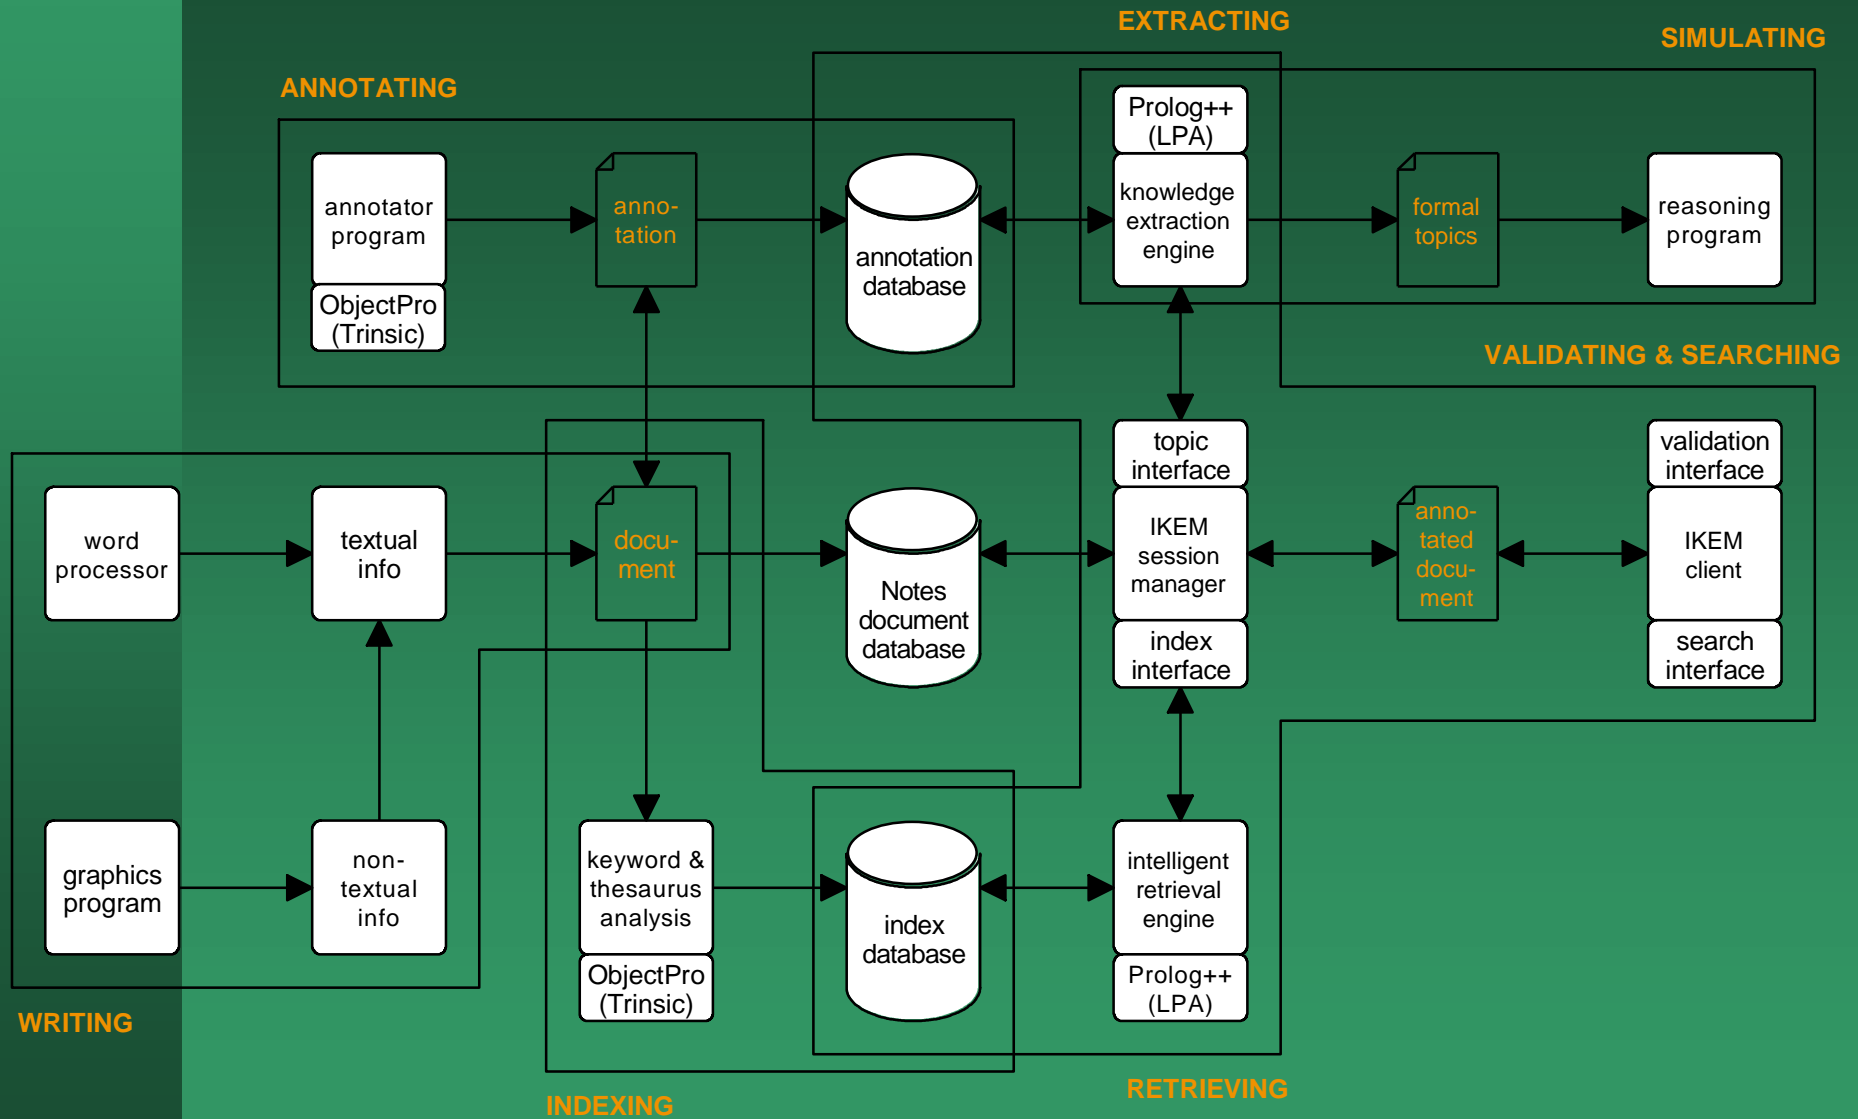 EXTRACTING
SIMULATING
ANNOTATING
Prolog++
(LPA)
annotator
program
ObjectPro
(Trinsic)
anno-
tation
annotation
database
knowledge
extraction
engine
formal
topics
reasoning
program
VALIDATING & SEARCHING
word
processor
textual
info
docu-
ment
Notes
document
database
topic
interface
IKEM
session
manager
index
interface
anno-
tated
docu-
ment
validation
interface
IKEM
client
search
interface
graphics
program
non-
textual
info
keyword &
thesaurus
analysis
ObjectPro
(Trinsic)
index
database
intelligent
retrieval
engine
Prolog++
(LPA)
WRITING
INDEXING
RETRIEVING